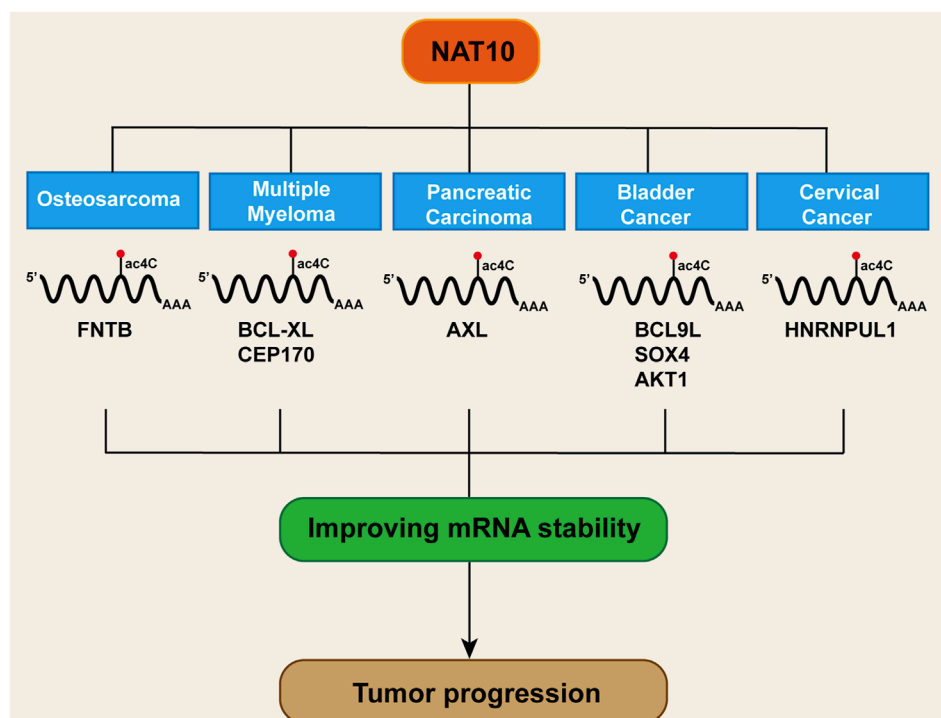 NAT10
Osteosarcoma
Multiple
Myeloma
Pancreatic
Carcinoma
Bladder
Cancer
Cervical
Cancer
5’ ac4C AAA
5’ ac4C AAA
5’ ac4C AAA
5’ ac4C AAA
5’ ac4C AAA
FNTB
BCL-XL
CEP170
AXL
BCL9L
SOX4
AKT1
HNRNPUL1
Improving mRNA stability
Tumor progression